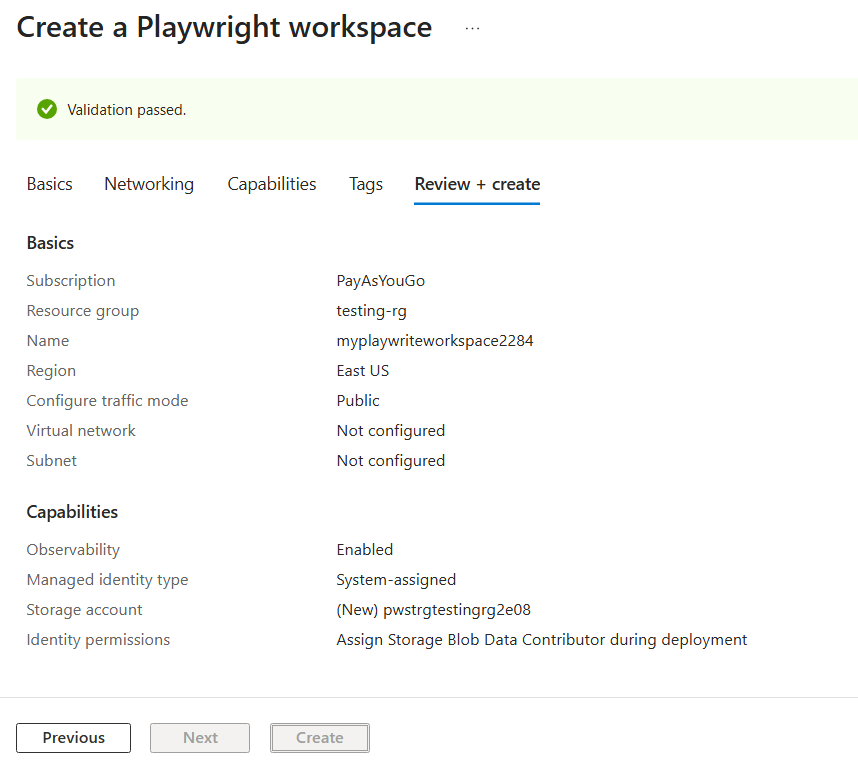 Create a Playwright workspace ...
Validation passed.
Basics Networking Capabilities Tags Review + create
Basics
Subscription PayAsYouGo
Resource group testing-rg
Name myplaywriteworkspace2284
Region East US
Configure traffic mode Public
Virtual network Not configured
Subnet Not configured
Capabilities
Observability Enabled
Managed identity type System-assigned
Storage account (New) pwstrgtestingrg2e08
Identity permissions Assign Storage Blob Data Contributor during deployment
Previous Next Create